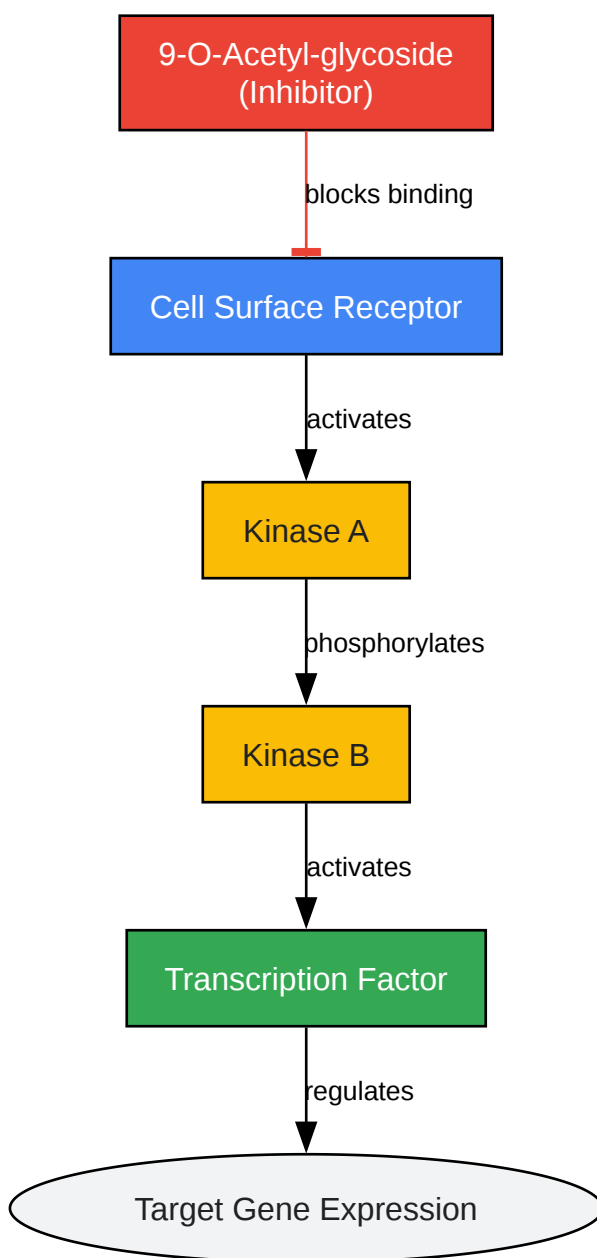 9-O-Acetyl-glycoside
(Inhibitor)
blocks binding
Cell Surface Receptor
activates
Kinase A
phosphorylates
Kinase B
activates
Transcription Factor
regulates
Target Gene Expression